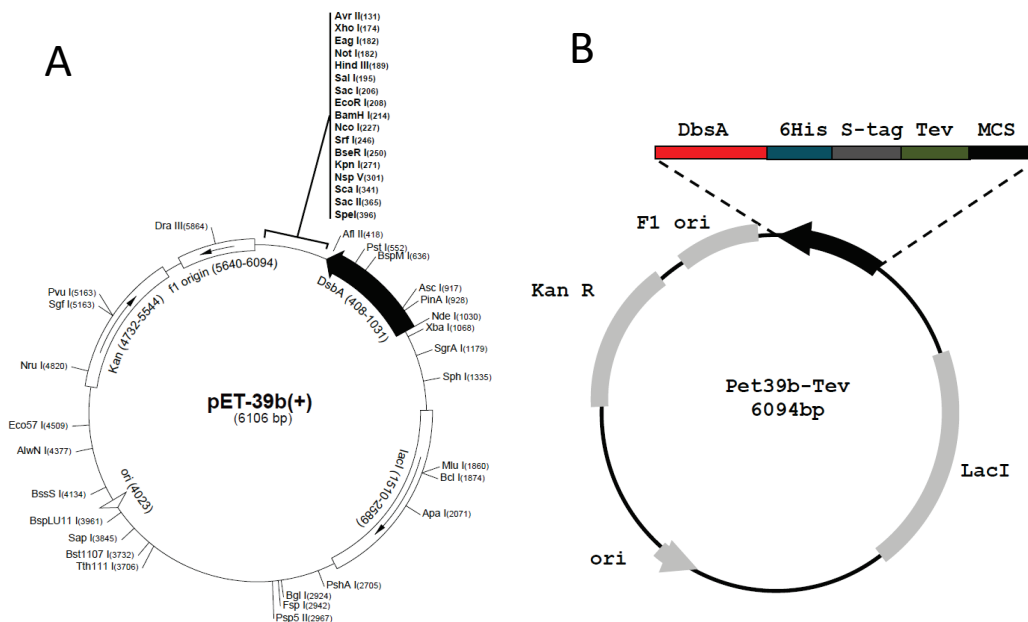 A
Avr II(131)
Xho I(174)
Eag I(182)
Not I(182)
Hind III(189)
Sal I(195)
Sac I(206)
EcoR I(208)
BamH I(214)
Nco I(227)
Srf I(246)
BseR I(250)
Kpn I(271)
Nsp V(301)
Sca I(341)
Sac II(365)
SpeI(396)
Afl II(418)
Pst I(552)
BspM I(636)
Asc I(917)
PinA I(928)
Nde I(1030)
Xba I(1068)
SgrA I(1179)
Sph I(1335)
Mlu I(1860)
Bcl I(1874)
Apa I(2071)
PshA I(2705)
Bgl I(2924)
Fsp I(2942)
Psp5 II(2967)
Tth111 I(3706)
Bst1107 I(3732)
Sap I(3845)
BspLU11 I(3961)
BssS I(4134)
AlwN I(4377)
Eco57 I(4509)
Nru I(4820)
Sgf I(5163)
Pvu I(5163)
Dra III(5864)
f1 origin (5640-6094)
Kan (4732-5544)
DsbA (408-1031)
lacI (1510-2589)
ori (4023)
pET-39b(+)
(6106 bp)
B
DbsA 6His S-tag Tev MCS
F1 ori
Kan R
Pet39b-Tev
6094bp
LacI
ori